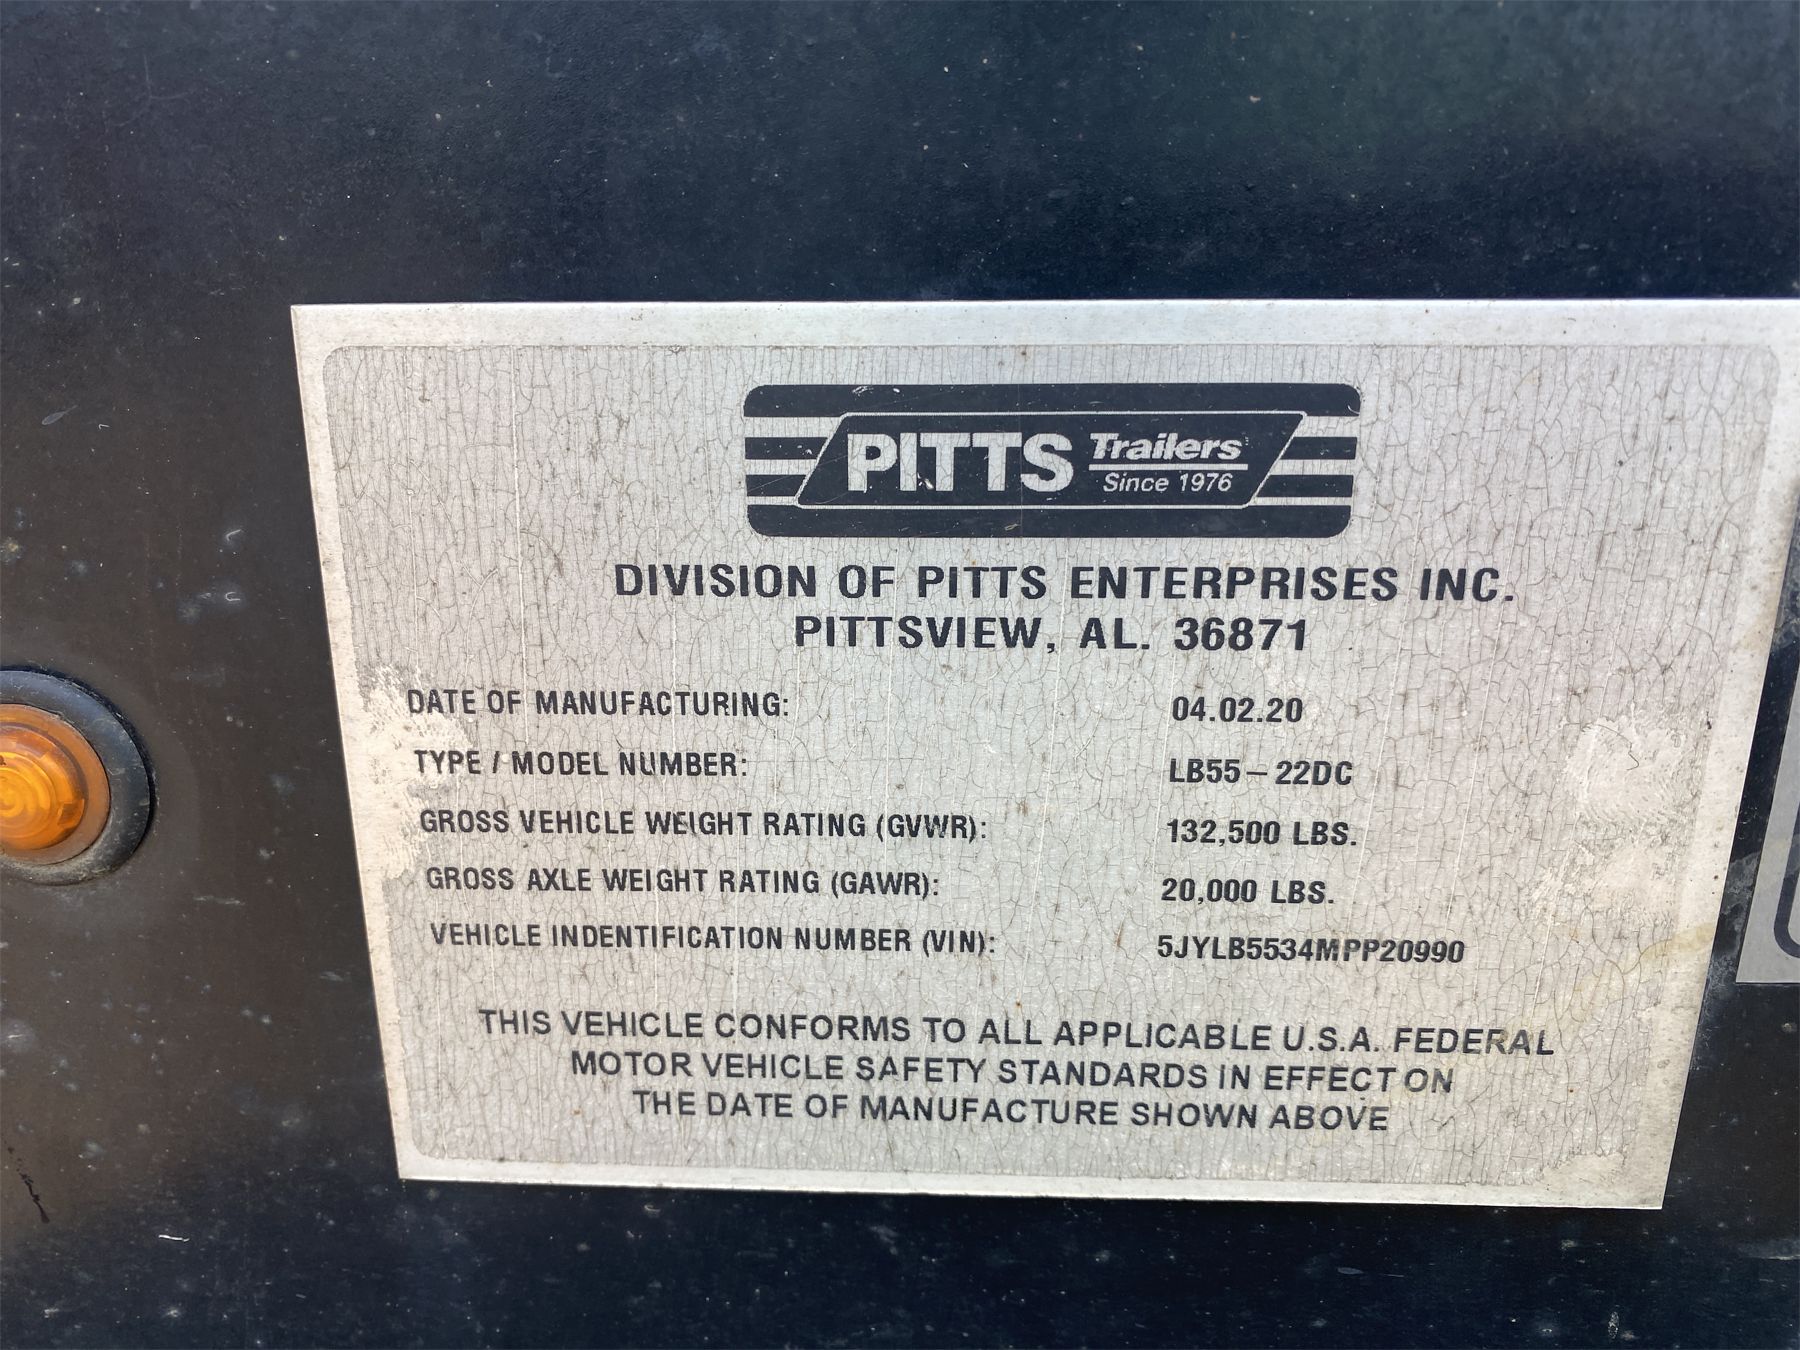 PITTS Trailers
Since 1976
DIVISION OF PITTS ENTERPRISES INC.
PITTSVIEW, AL. 36871
DATE OF MANUFACTURING: 04.02.20
TYPE / MODEL NUMBER: LB55-22DC
GROSS VEHICLE WEIGHT RATING (GVWR): 132,500 LBS.
GROSS AXLE WEIGHT RATING (GAWR): 20,000 LBS.
VEHICLE INDENTIFICATION NUMBER (VIN): 5JYLB5534MPP20990
THIS VEHICLE CONFORMS TO ALL APPLICABLE U.S.A. FEDERAL
MOTOR VEHICLE SAFETY STANDARDS IN EFFECT ON
THE DATE OF MANUFACTURE SHOWN ABOVE